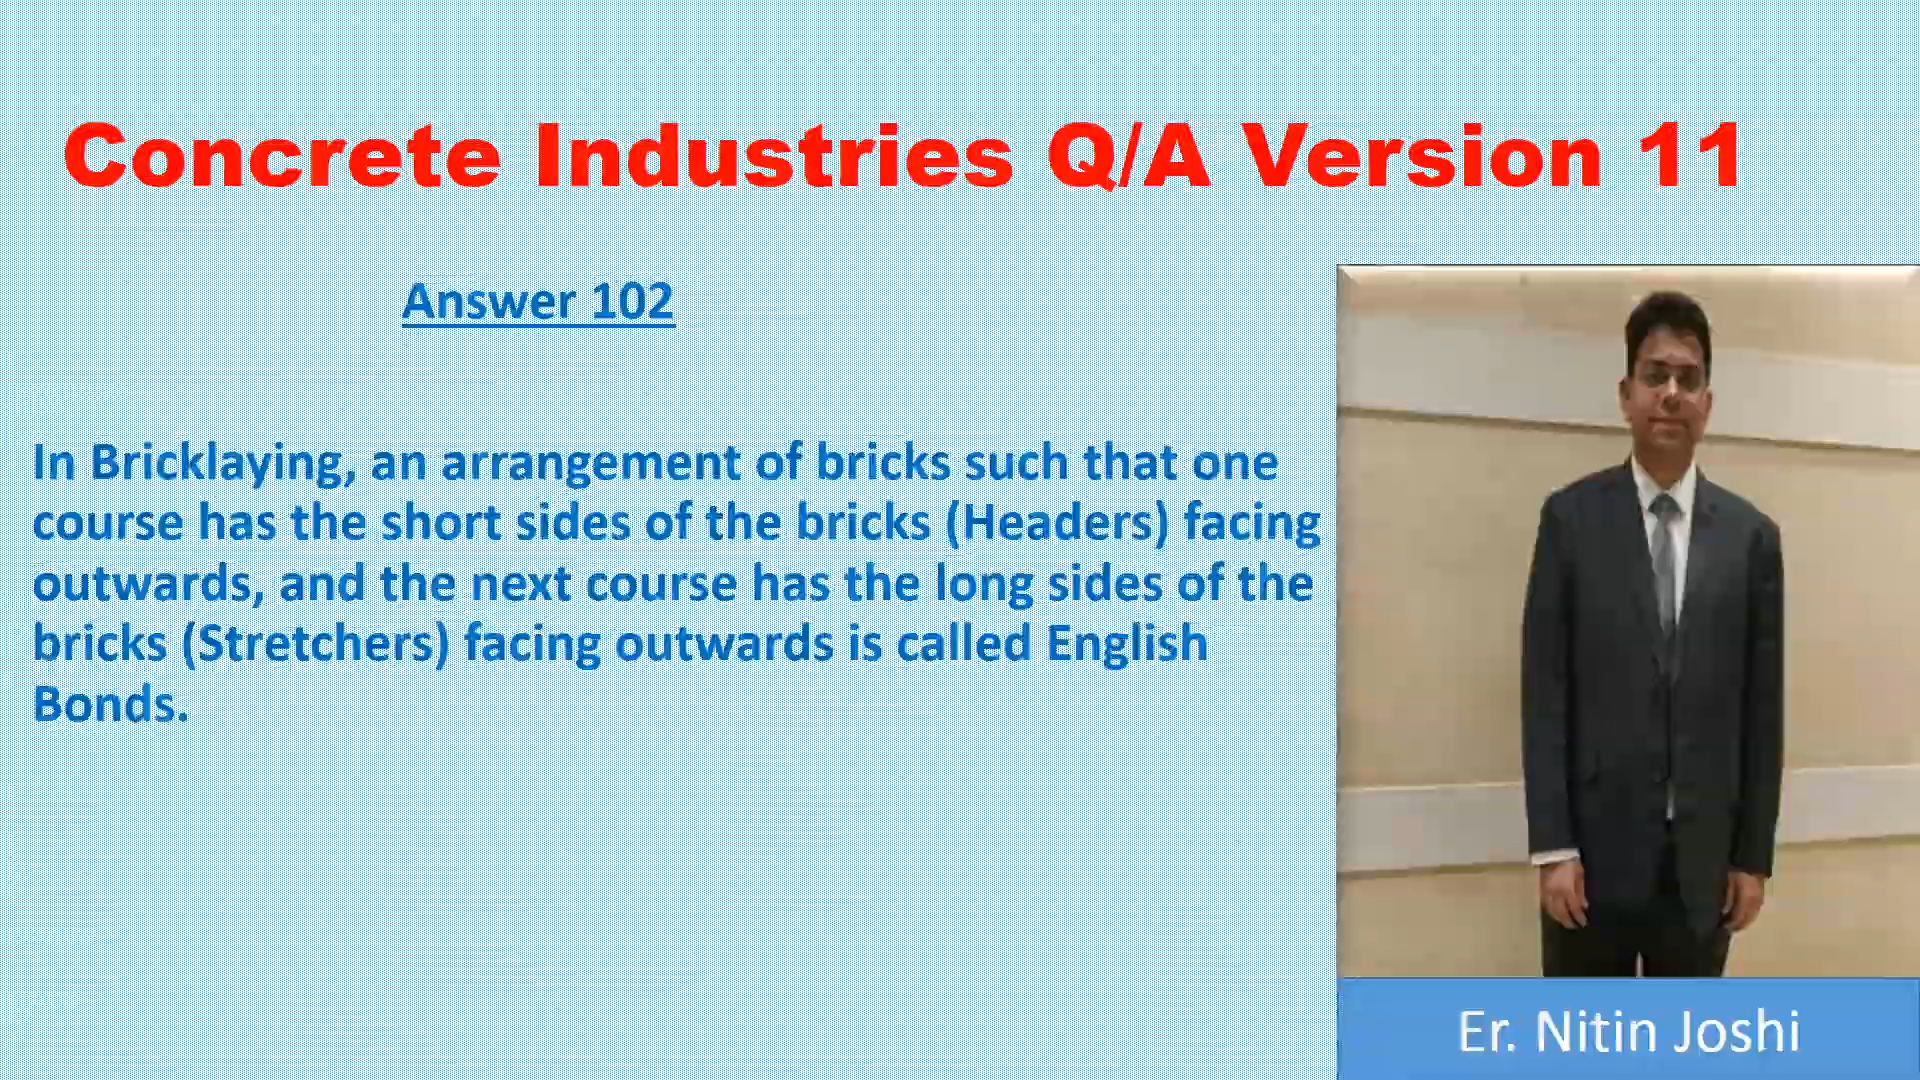 Concrete Industries Q/A Version 11
Answer 102
In Bricklaying, an arrangement of bricks such that one
course has the short sides of the bricks (Headers) facing
outwards, and the next course has the long sides of the
bricks (Stretchers) facing outwards is called English
Bonds.
Er. Nitin Joshi